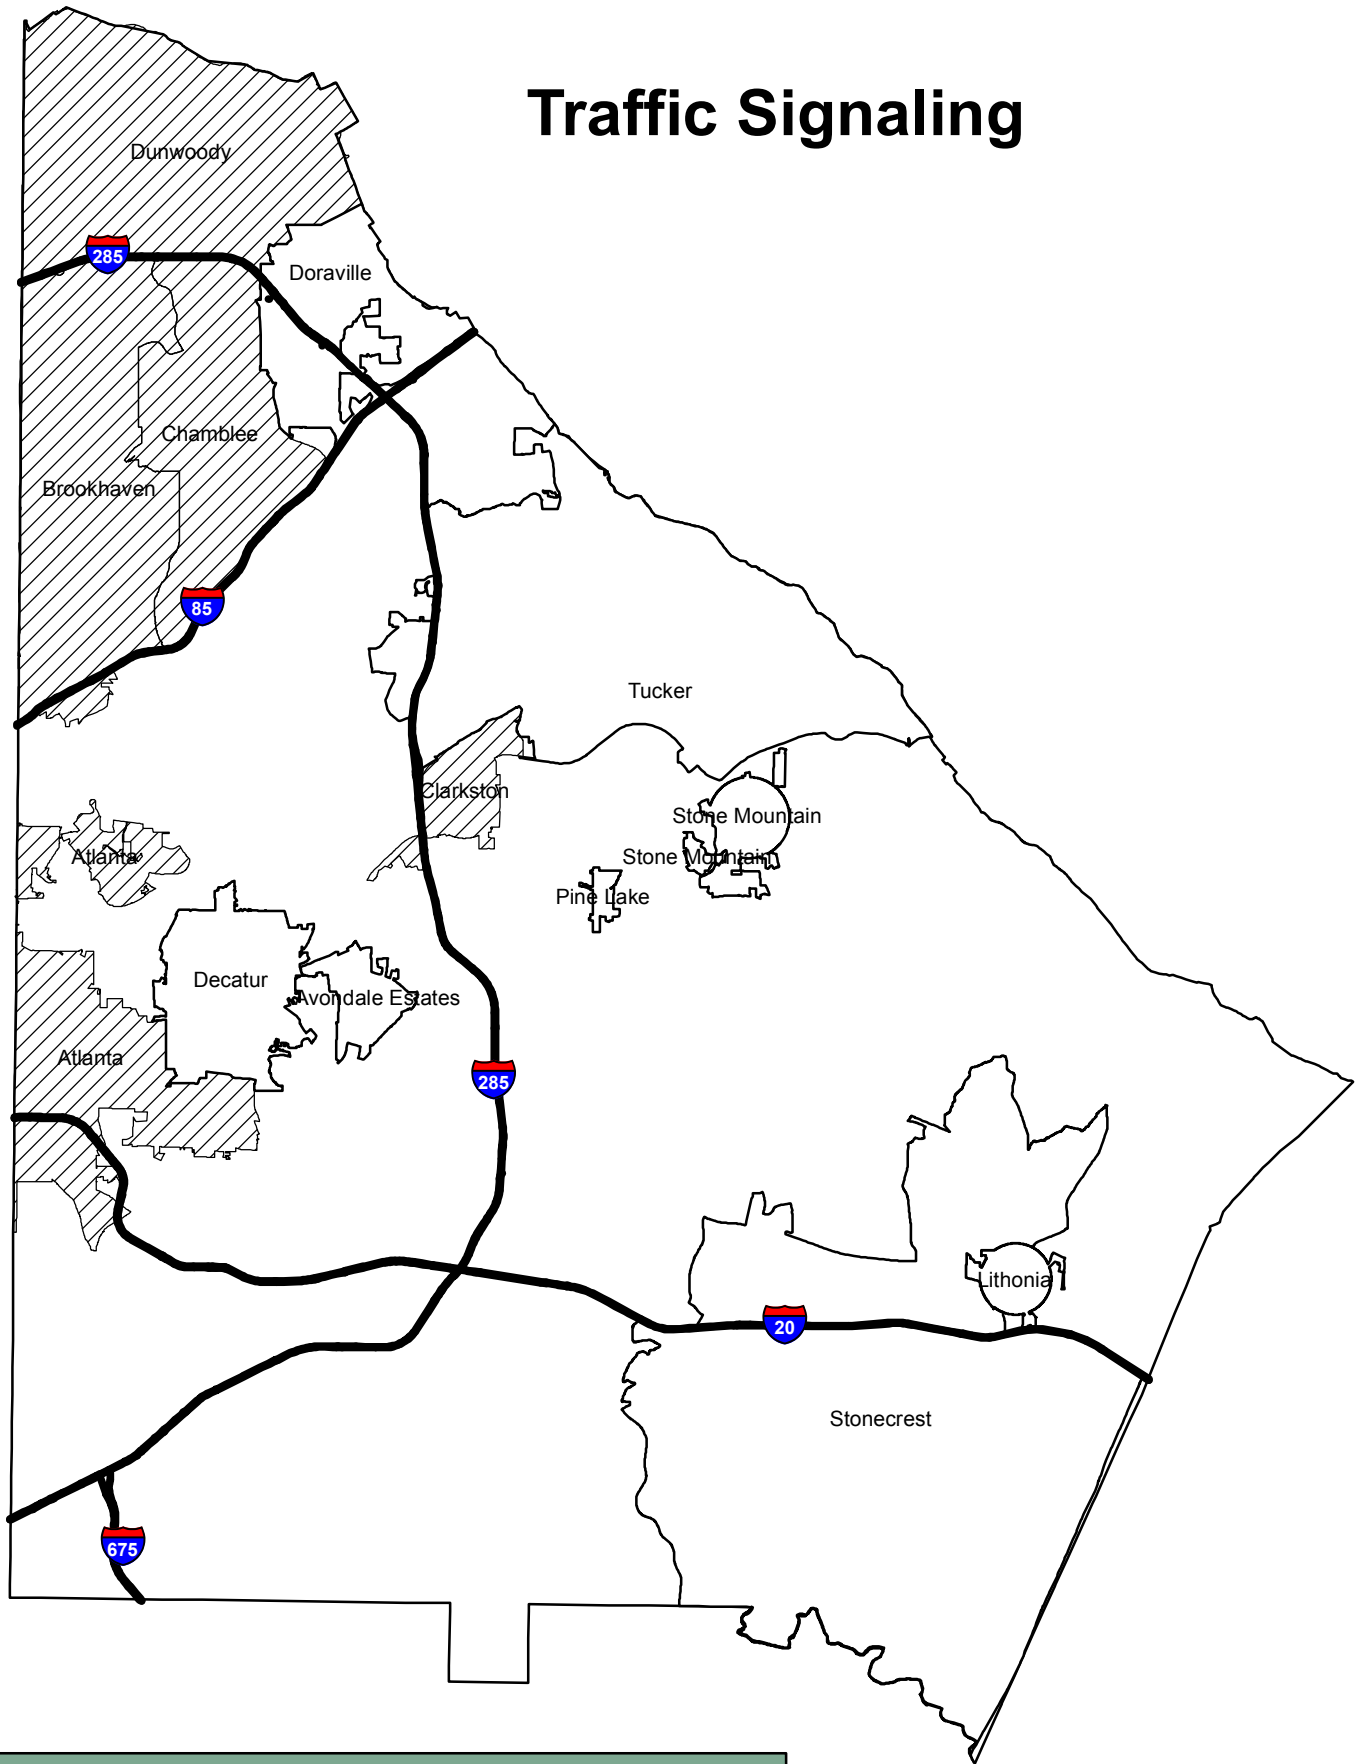 Traffic Signaling
Dunwoody
285
Doraville
Chamblee
Brookhaven
85
Tucker
Clarkston
Stone Mountain
Atlanta
Stone Mountain
Pine Lake
Decatur
Avondale Estates
Atlanta
285
Lithonia
20
Stonecrest
675